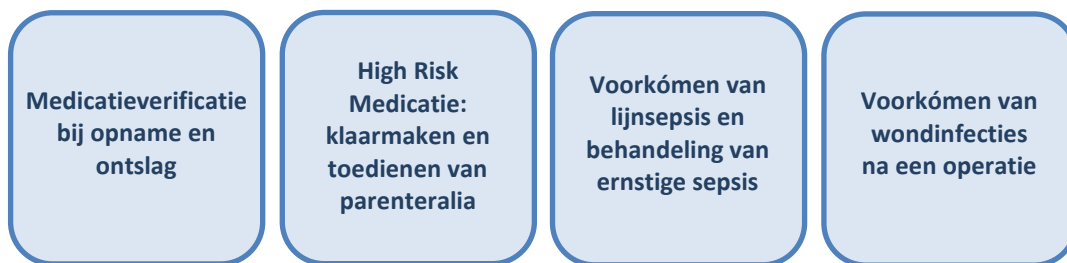 Medicatieverificatie
bij opname en
ontslag
High Risk
Medicatie:
klaarmaken en
toedienen van
parenteralia
Voorkómen van
lijnsepsis en
behandeling van
ernstige sepsis
Voorkómen van
wondinfecties
na een operatie